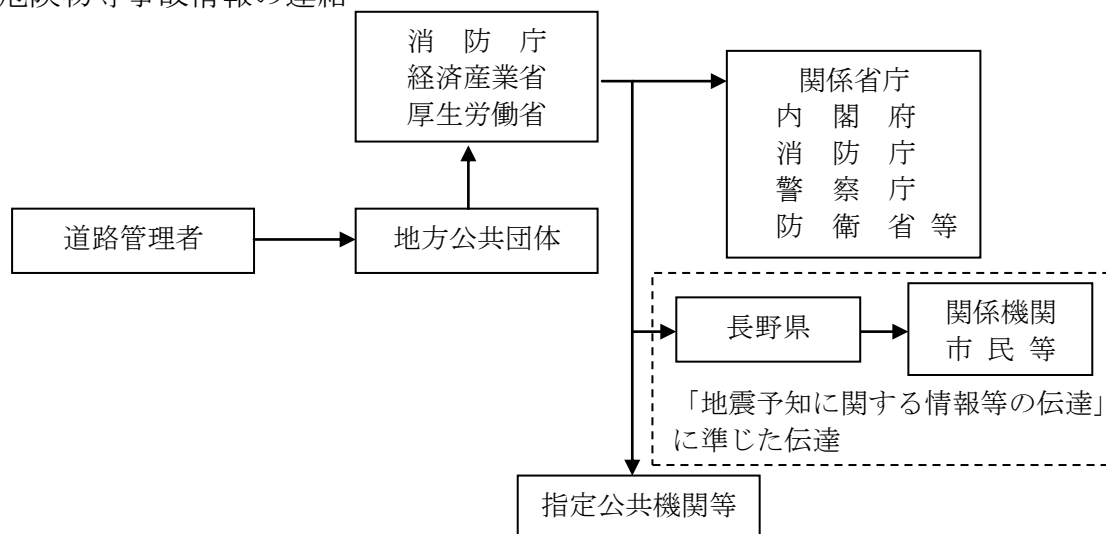 危険物等事故情報の連絡
消 防 庁
経済産業省
厚生労働省
関係省庁
内 閣 府
消 防 庁
警 察 庁
防 衛 省 等
道路管理者
地方公共団体
長野県
関係機関
市 民 等
「地震予知に関する情報等の伝達」
に準じた伝達
指定公共機関等